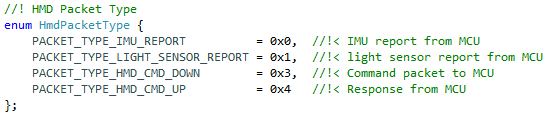 //! HMD Packet Type
enum HmdPacketType {
    PACKET_TYPE_IMU_REPORT          = 0x0,  //!< IMU report from MCU
    PACKET_TYPE_LIGHT_SENSOR_REPORT = 0x1,  //!< light sensor report from MCU
    PACKET_TYPE_HMD_CMD_DOWN        = 0x3,  //!< Command packet to MCU
    PACKET_TYPE_HMD_CMD_UP          = 0x4   //!< Response from MCU
};